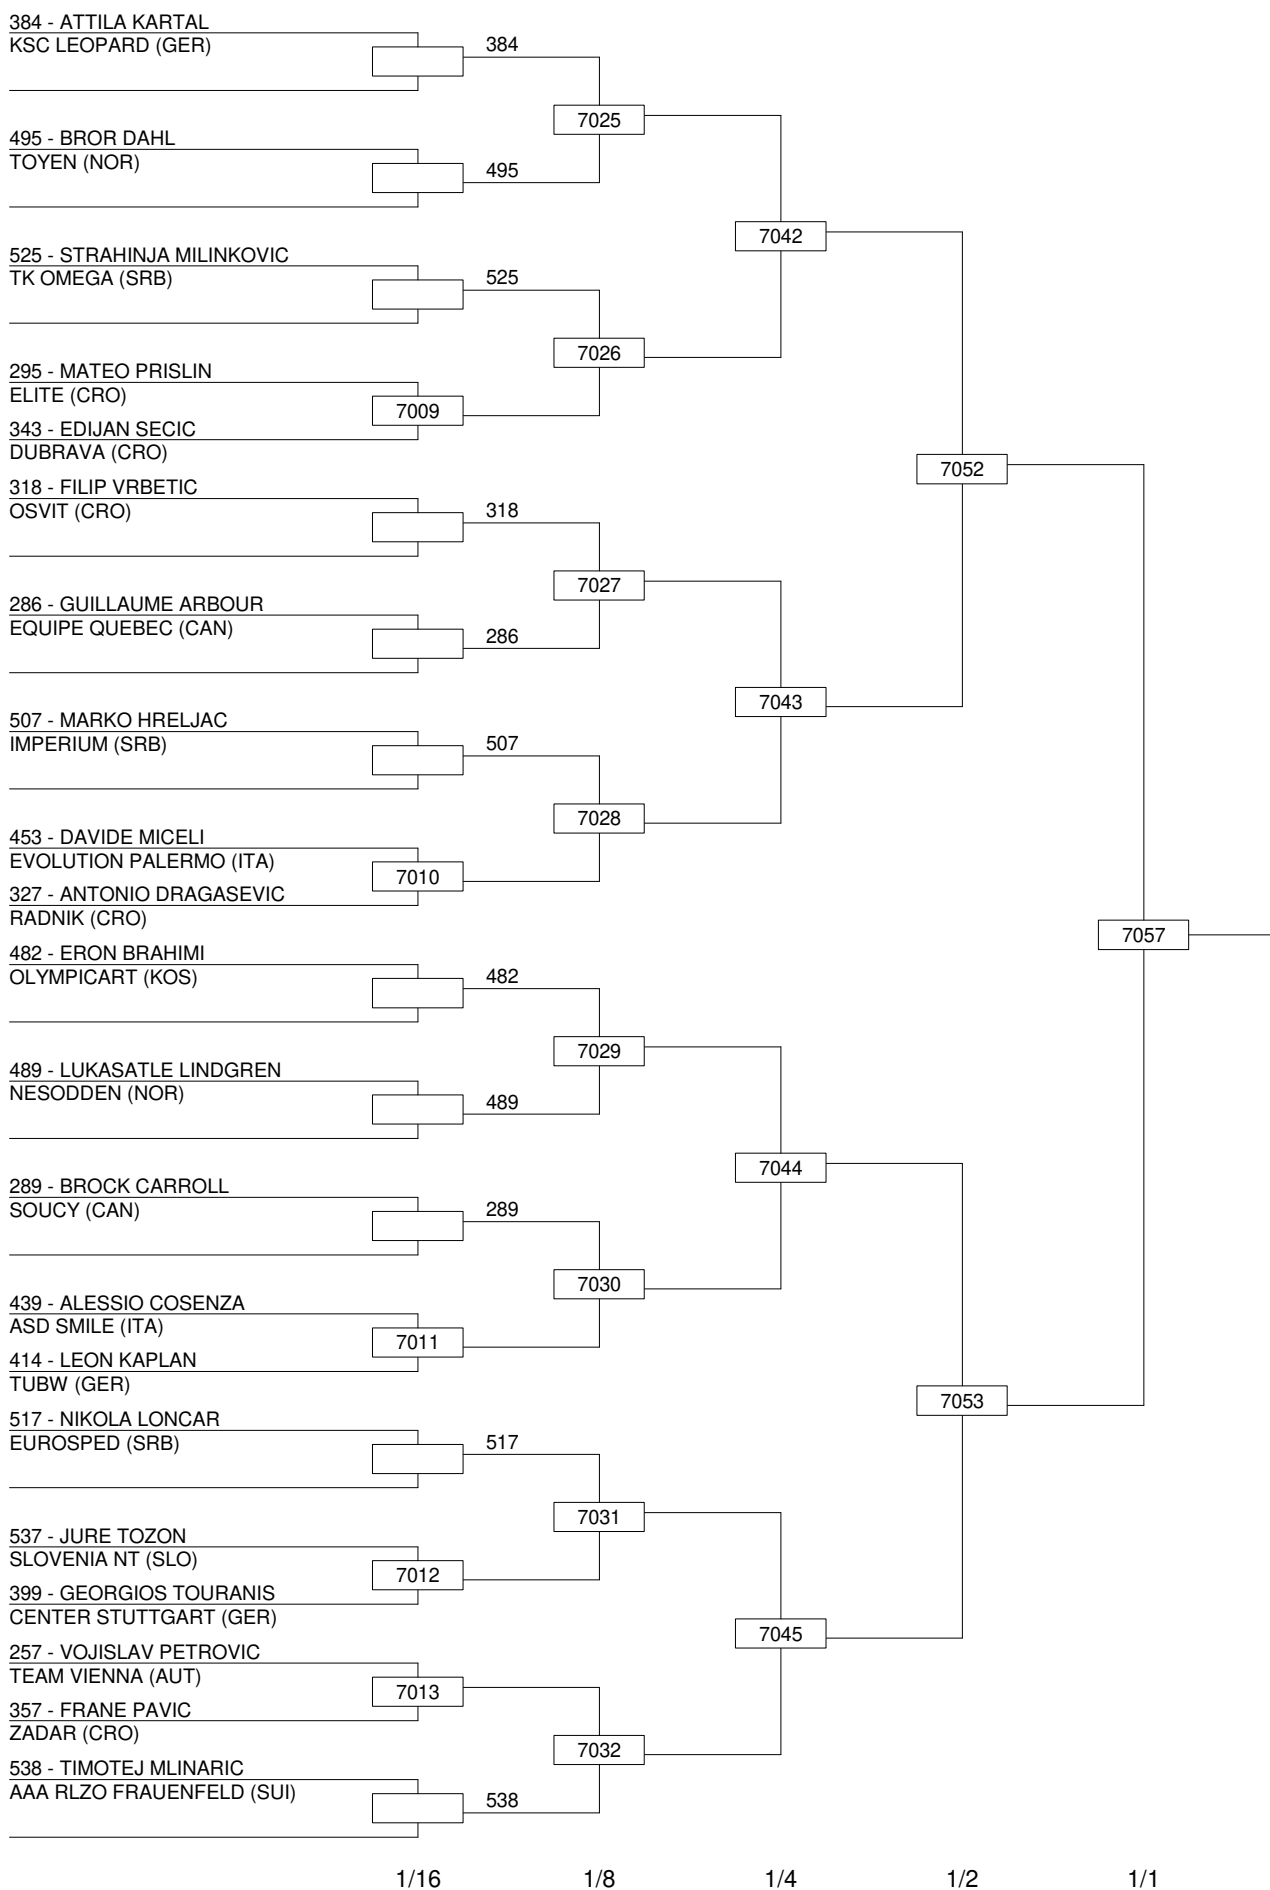 384 - ATTILA KARTAL
KSC LEOPARD (GER)
384
7025
495 - BROR DAHL
TOYEN (NOR)
495
7042
525 - STRAHINJA MILINKOVIC
TK OMEGA (SRB)
525
7026
295 - MATEO PRISLIN
ELITE (CRO)
7009
343 - EDIJAN SECIC
DUBRAVA (CRO)
7052
318 - FILIP VRBETIC
OSVIT (CRO)
318
7027
286 - GUILLAUME ARBOUR
EQUIPE QUEBEC (CAN)
286
7043
507 - MARKO HRELJAC
IMPERIUM (SRB)
507
7028
453 - DAVIDE MICELI
EVOLUTION PALERMO (ITA)
7010
327 - ANTONIO DRAGASEVIC
RADNIK (CRO)
7057
482 - ERON BRAHIMI
OLYMPICART (KOS)
482
7029
489 - LUKASATLE LINDGREN
NESODDEN (NOR)
489
7044
289 - BROCK CARROLL
SOUCY (CAN)
289
7030
439 - ALESSIO COSENZA
ASD SMILE (ITA)
7011
414 - LEON KAPLAN
TUBW (GER)
7053
517 - NIKOLA LONCAR
EUROSPED (SRB)
517
7031
537 - JURE TOZON
SLOVENIA NT (SLO)
7012
399 - GEORGIOS TOURANIS
CENTER STUTTGART (GER)
7045
257 - VOJISLAV PETROVIC
TEAM VIENNA (AUT)
7013
357 - FRANE PAVIC
ZADAR (CRO)
7032
538 - TIMOTEJ MLINARIC
AAA RLZO FRAUENFELD (SUI)
538
1/16 1/8 1/4 1/2 1/1